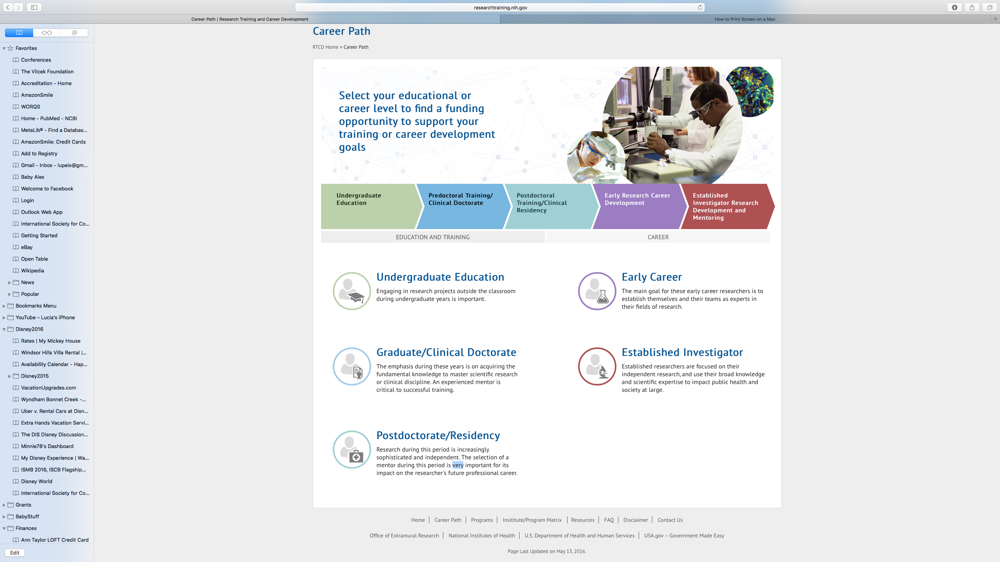 researchtraining.nih.gov
Career Path | Research Training and Career Development
How to Print Screen on a Mac
@
Favorites
Conferences
The Vilcek Foundation
Accreditation - Home
AmazonSmile
WORQS
Home - PubMed - NCBI
MetaLib® - Find a Databas...
AmazonSmile: Credit Cards
Add to Registry
Gmail - Inbox - lupeix@gm...
Baby Alex
Welcome to Facebook
Login
Outlook Web App
International Society for Co...
Getting Started
eBay
Open Table
Wikipedia
News
Popular
Bookmarks Menu
YouTube – Lucia's iPhone
Disney2016
Rates | My Mickey House
Windsor Hills Villa Rental |...
Availability Calendar - Hap...
Disney2015
VacationUpgrades.com
Wyndham Bonnet Creek -...
Uber v. Rental Cars at Disn...
Extra Hands Vacation Servi...
The DIS Disney Discussion...
Minnie78's Dashboard
My Disney Experience | Wa...
ISMB 2016, ISCB Flagship...
Disney World
International Society for Co...
Grants
BabyStuff
Finances
Ann Taylor LOFT Credit Card
Edit
Career Path
RTCD Home > Career Path
Select your educational or
career level to find a funding
opportunity to support your
training or career development
goals
Undergraduate
Education
Predoctoral Training/
Clinical Doctorate
Postdoctoral
Training/Clinical
Residency
Early Research Career
Development
Established
Investigator Research
Development and
Mentoring
EDUCATION AND TRAINING
CAREER
Undergraduate Education
Engaging in research projects outside the classroom
during undergraduate years is important.
Early Career
The main goal for these early career researchers is to
establish themselves and their teams as experts in
their fields of research.
Graduate/Clinical Doctorate
The emphasis during these years is on acquiring the
fundamental knowledge to master scientific research
or clinical discipline. An experienced mentor is
critical to successful training.
Established Investigator
Established researchers are focused on their
independent research, and use their broad knowledge
and scientific expertise to impact public health and
society at large.
Postdoctorate/Residency
Research during this period is increasingly
sophisticated and independent. The selection of a
mentor during this period is very important for its
impact on the researcher's future professional career.
Home | Career Path | Programs | Insititute/Program Matrix | Resources | FAQ | Disclaimer | Contact Us
Office of Extramural Research | National Institutes of Health | U.S. Department of Health and Human Services | USA.gov – Government Made Easy
Page Last Updated on May 13, 2016.